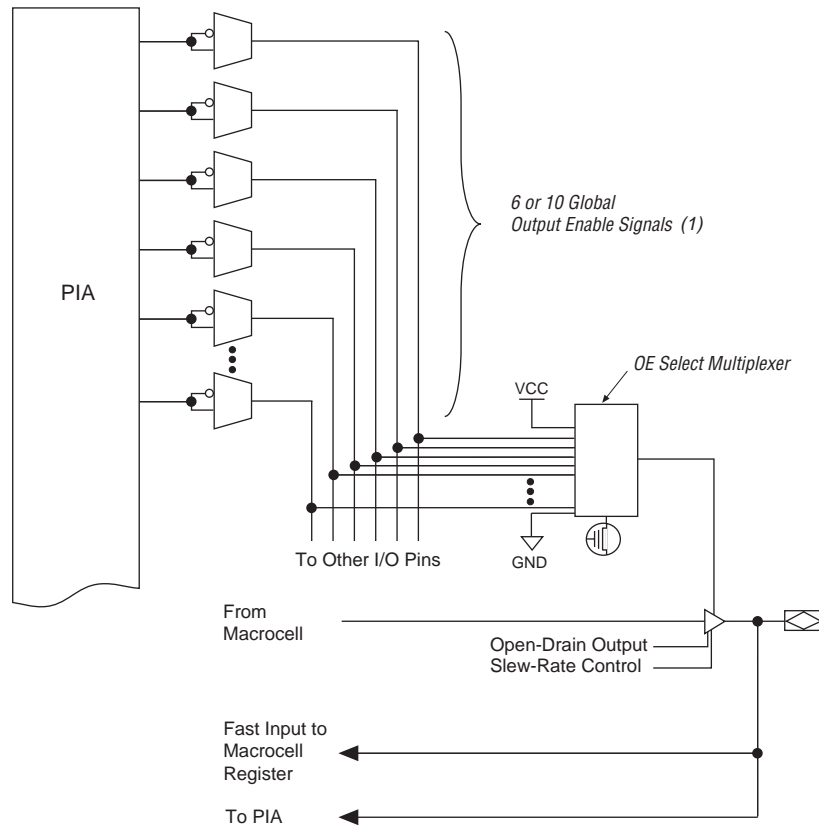 PIA
6 or 10 Global
Output Enable Signals (1)
OE Select Multiplexer
VCC
To Other I/O Pins
GND
From
Macrocell
Open-Drain Output
Slew-Rate Control
Fast Input to
Macrocell
Register
To PIA